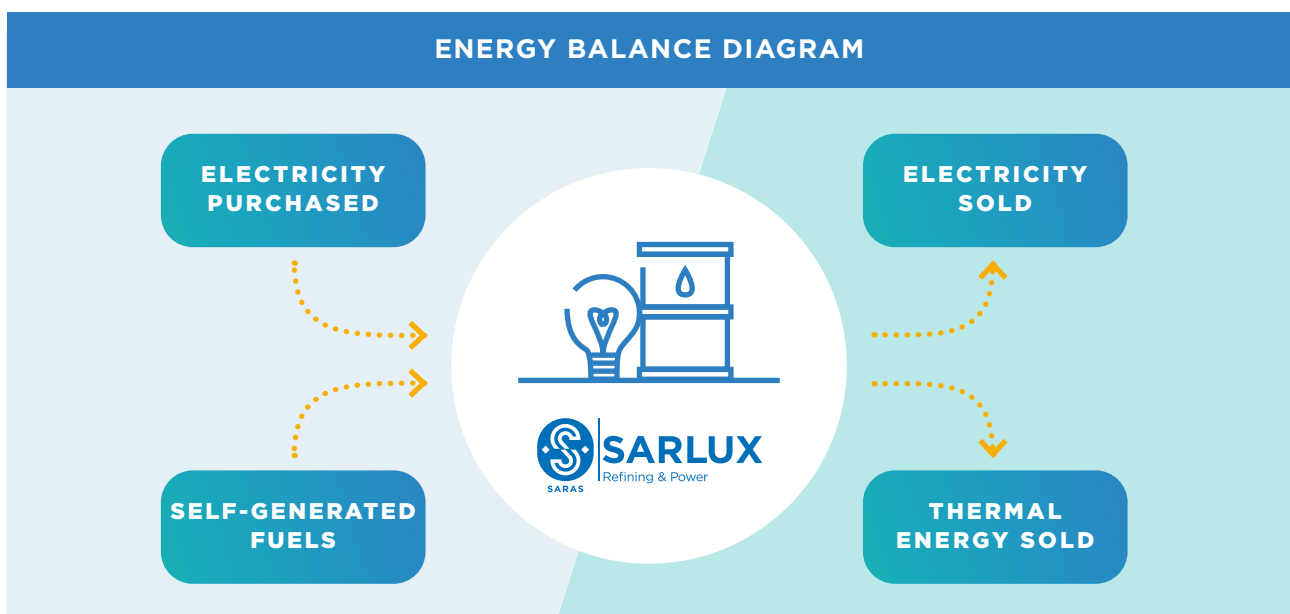 ENERGY BALANCE DIAGRAM
ELECTRICITY
PURCHASED
ELECTRICITY
SOLD
SARAS
SARLUX
Refining & Power
SELF-GENERATED
FUELS
THERMAL
ENERGY SOLD